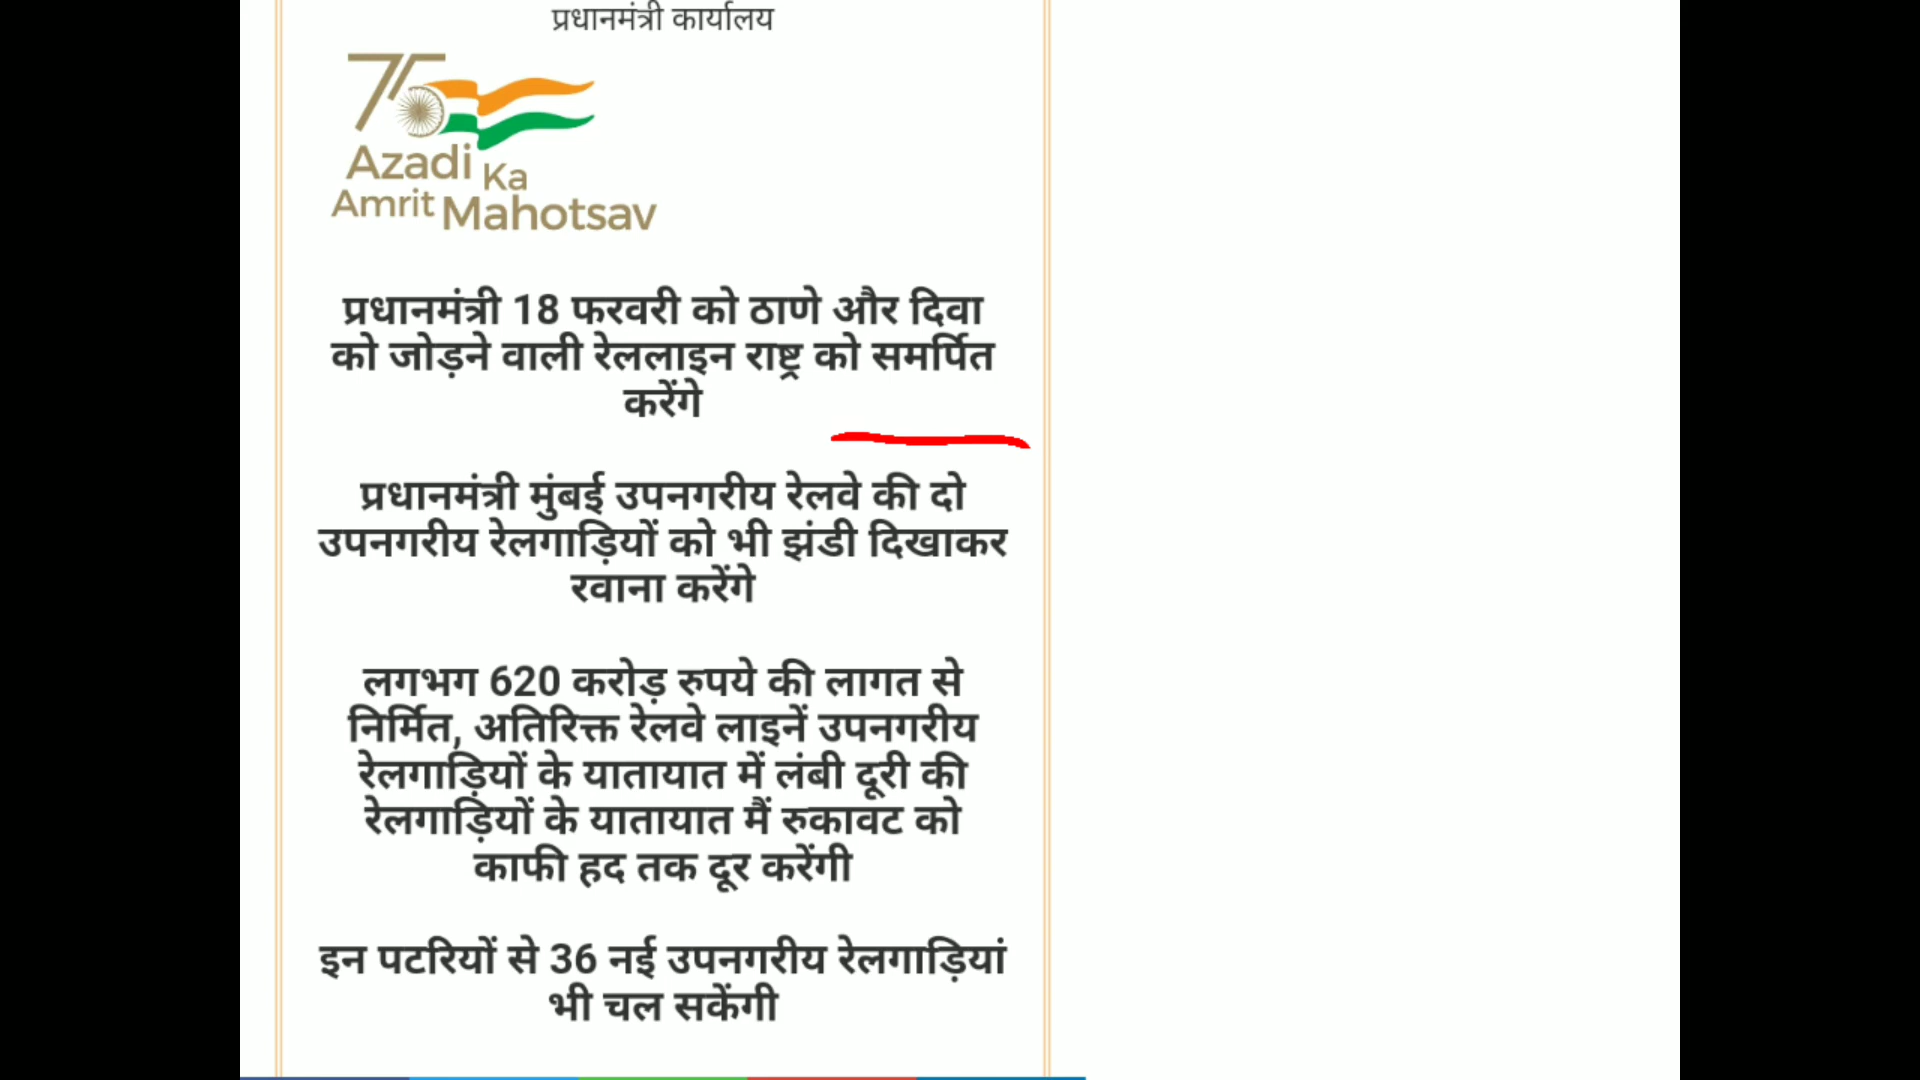 प्रधानमंत्री कार्यालय
75
Azadi Ka
Amrit Mahotsav
प्रधानमंत्री 18 फरवरी को ठाणे और दिवा
को जोड़ने वाली रेललाइन राष्ट्र को समर्पित
करेंगे
प्रधानमंत्री मुंबई उपनगरीय रेलवे की दो
उपनगरीय रेलगाड़ियों को भी झंडी दिखाकर
रवाना करेंगे
लगभग 620 करोड़ रुपये की लागत से
निर्मित, अतिरिक्त रेलवे लाइनें उपनगरीय
रेलगाड़ियों के यातायात में लंबी दूरी की
रेलगाड़ियों के यातायात मैं रुकावट को
काफी हद तक दूर करेंगी
इन पटरियों से 36 नई उपनगरीय रेलगाड़ियां
भी चल सकेंगी